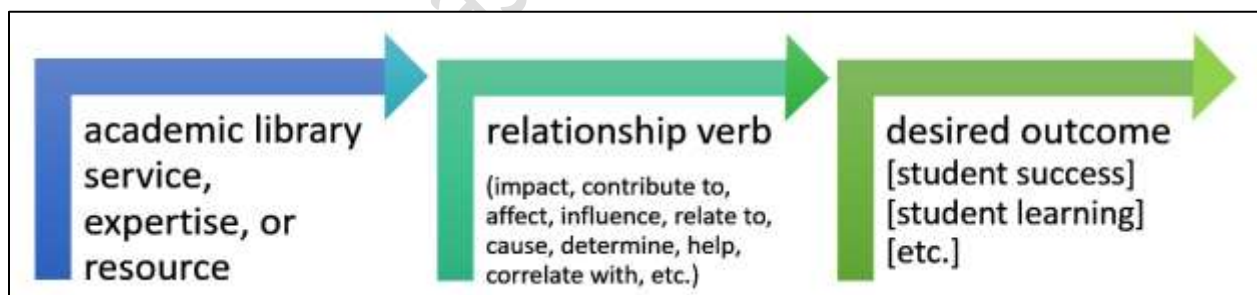 academic library
service,
expertise, or
resource
relationship verb
(impact, contribute to,
affect, influence, relate to,
cause, determine, help,
correlate with, etc.)
desired outcome
[student success]
[student learning]
[etc.]